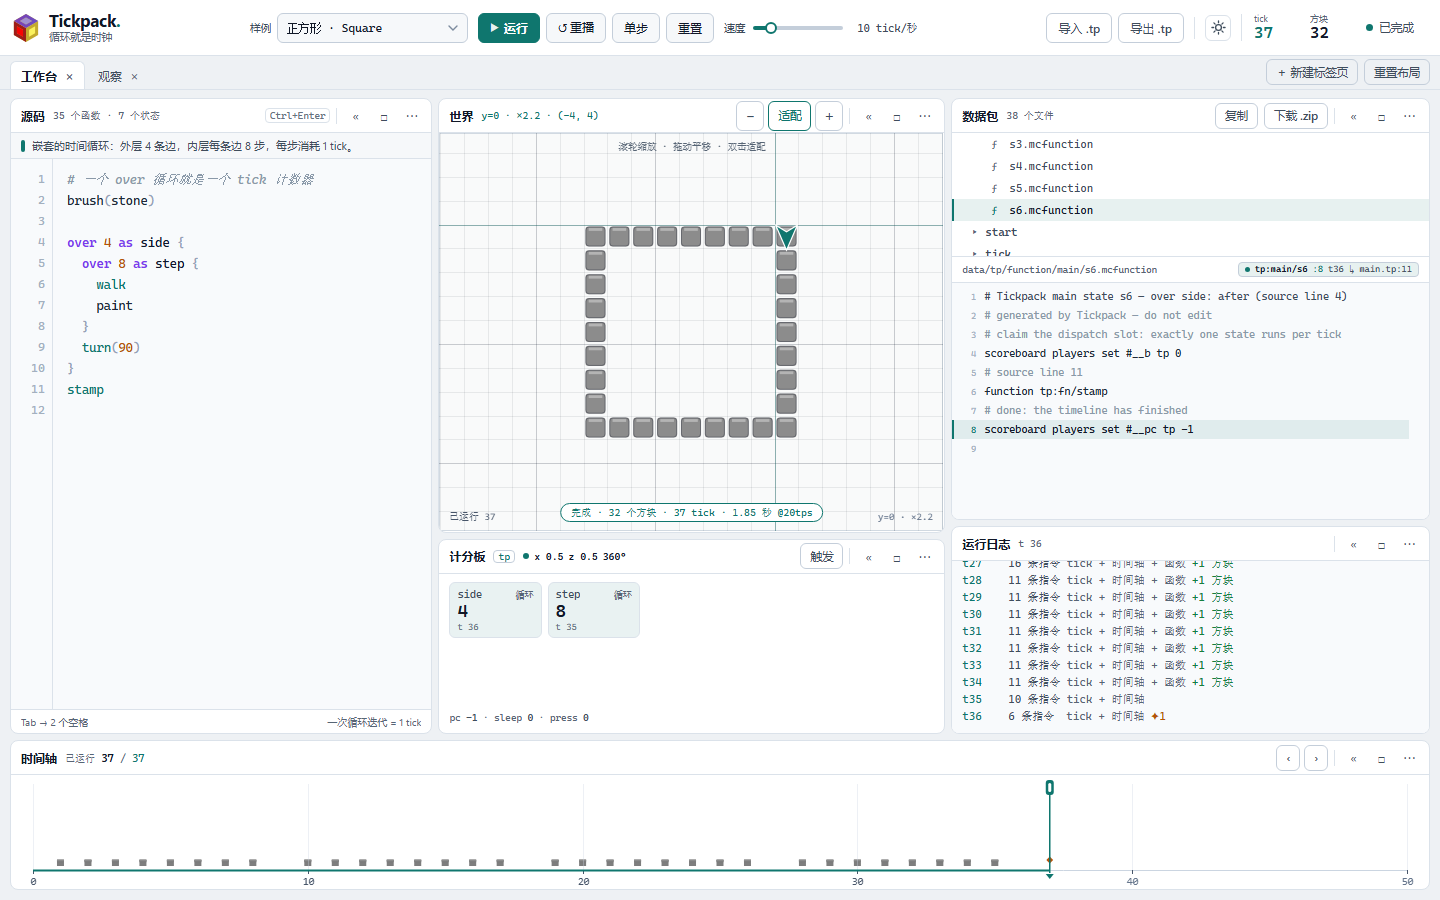 Tickpack.
循环就是时钟
样例
正方形 · Square
▶ 运行
↺ 重播
单步
重置
速度
10 tick/秒
导入 .tp
导出 .tp
tick
37
方块
32
已完成
工作台 ×
观察 ×
+ 新建标签页
重置布局
源码 35 个函数 · 7 个状态
Ctrl+Enter
嵌套的时间循环：外层 4 条边，内层每条边 8 步，每步消耗 1 tick。
1 # 一个 over 循环就是一个 tick 计数器
2 brush(stone)
3
4 over 4 as side {
5 over 8 as step {
6 walk
7 paint
8 }
9 turn(90)
10 }
11 stamp
12
Tab → 2 个空格
一次循环迭代 = 1 tick
世界 y=0 · ×2.2 · (−4, 4)
− 适配 +
滚轮缩放 · 拖动平移 · 双击适配
已运行 37
完成 · 32 个方块 · 37 tick · 1.85 秒 @20tps
y=0 · ×2.2
计分板 tp x 0.5 z 0.5 360°
触发
side 循环
4
t 36
step 循环
8
t 35
pc −1 · sleep 0 · press 0
数据包 38 个文件
复制
下载 .zip
ƒ s3.mcfunction
ƒ s4.mcfunction
ƒ s5.mcfunction
ƒ s6.mcfunction
▸ start
▸ tick
data/tp/function/main/s6.mcfunction
tp:main/s6 :8 t36 ↳ main.tp:11
1 # Tickpack main state s6 — over side: after (source line 4)
2 # generated by Tickpack — do not edit
3 # claim the dispatch slot: exactly one state runs per tick
4 scoreboard players set #__b tp 0
5 # source line 11
6 function tp:fn/stamp
7 # done: the timeline has finished
8 scoreboard players set #__pc tp −1
9
运行日志 t 36
t27 16 条指令 tick + 时间轴 + 函数 +1 方块
t28 11 条指令 tick + 时间轴 + 函数 +1 方块
t29 11 条指令 tick + 时间轴 + 函数 +1 方块
t30 11 条指令 tick + 时间轴 + 函数 +1 方块
t31 11 条指令 tick + 时间轴 + 函数 +1 方块
t32 11 条指令 tick + 时间轴 + 函数 +1 方块
t33 11 条指令 tick + 时间轴 + 函数 +1 方块
t34 11 条指令 tick + 时间轴 + 函数 +1 方块
t35 10 条指令 tick + 时间轴
t36 6 条指令 tick + 时间轴 ✦1
时间轴 已运行 37 / 37
0 10 20 30 40 50